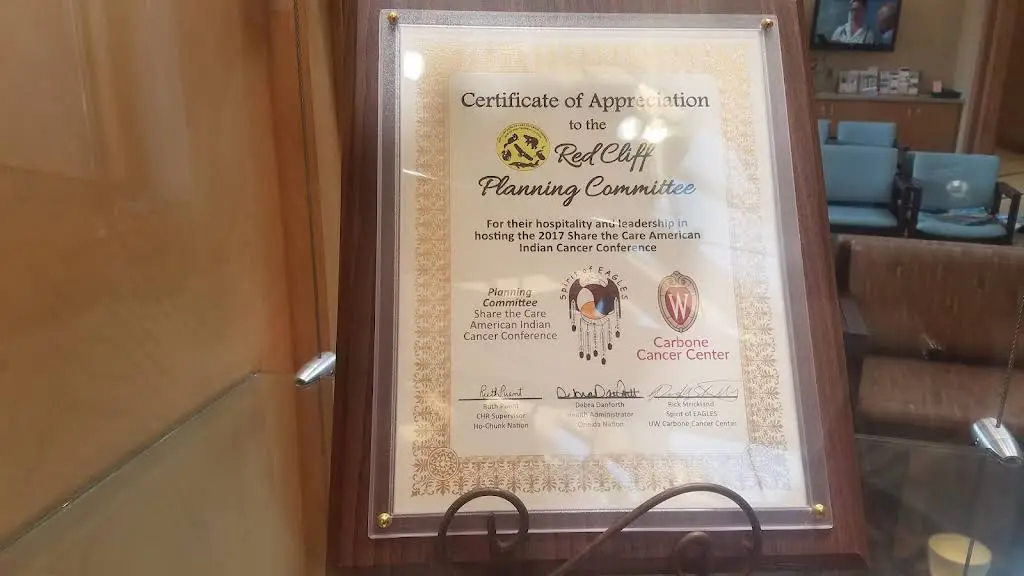 Certificate of Appreciation
to the
Red Cliff
Planning Committee
For their hospitality and leadership in
hosting the 2017 Share the Care American
Indian Cancer Conference
Planning
Committee
Share the Care
American Indian
Cancer Conference
Spirit of EAGLES
W
Carbone
Cancer Center
Ruth
CHR Supervisor
Ho-Chunk Nation
Debra Danforth
Health Administrator
Oneida Nation
Rick Strickland
Spirit of EAGLES
UW Carbone Cancer Center